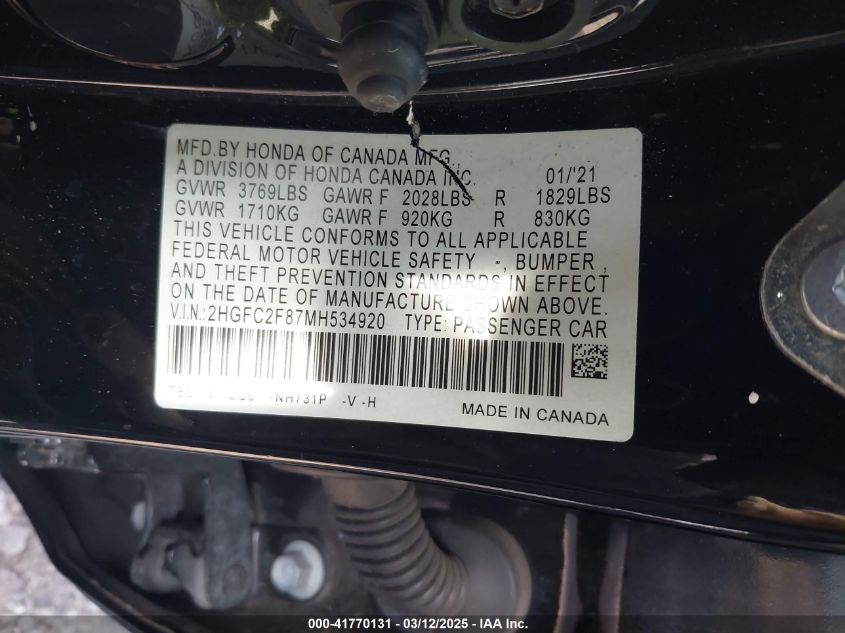 MFD.BY HONDA OF CANADA MFG.,
A DIVISION OF HONDA CANADA INC. 01/'21
GVWR 3769LBS GAWR F 2028LBS R 1829LBS
GVWR 1710KG GAWR F 920KG R 830KG
THIS VEHICLE CONFORMS TO ALL APPLICABLE
FEDERAL MOTOR VEHICLE SAFETY -, BUMPER,
AND THEFT PREVENTION STANDARDS IN EFFECT
ON THE DATE OF MANUFACTURE SHOWN ABOVE.
V.I.N.:2HGFC2F87MH534920 TYPE: PASSENGER CAR
-NH731P -V -H
MADE IN CANADA
000-41770131 - 03/12/2025 - IAA Inc.